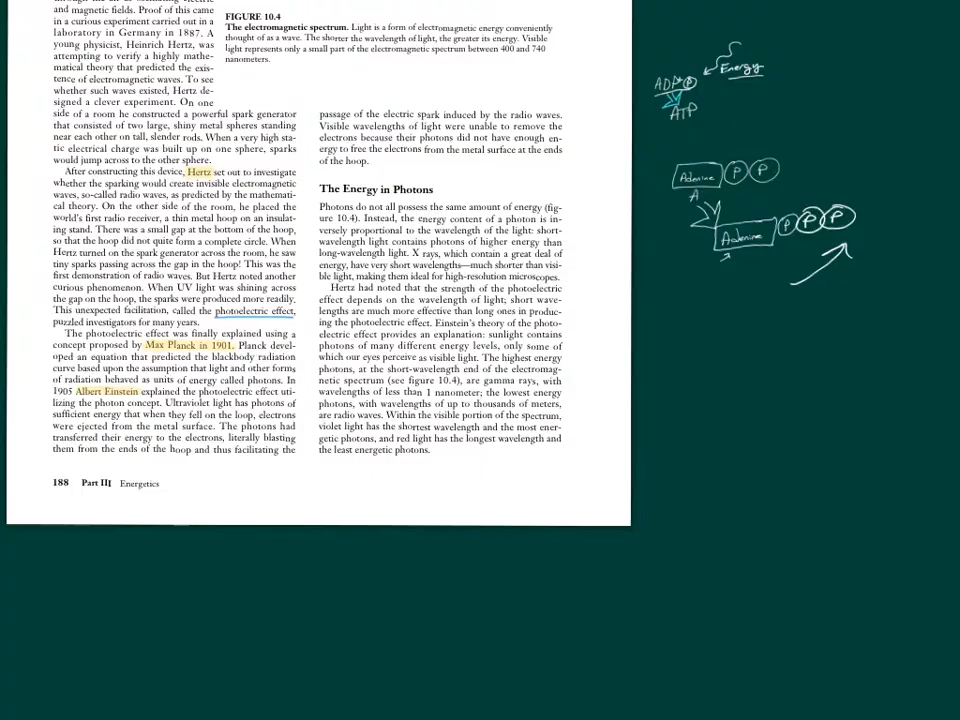 and magnetic fields. Proof of this came
in a curious experiment carried out in a
laboratory in Germany in 1887. A
young physicist, Heinrich Hertz, was
attempting to verify a highly mathe-
matical theory that predicted the exis-
tence of electromagnetic waves. To see
whether such waves existed, Hertz de-
signed a clever experiment. On one
side of a room he constructed a powerful spark generator
that consisted of two large, shiny metal spheres standing
near each other on tall, slender rods. When a very high sta-
tic electrical charge was built up on one sphere, sparks
would jump across to the other sphere.
After constructing this device, Hertz set out to investigate
whether the sparking would create invisible electromagnetic
waves, so-called radio waves, as predicted by the mathemati-
cal theory. On the other side of the room, he placed the
world's first radio receiver, a thin metal hoop on an insulat-
ing stand. There was a small gap at the bottom of the hoop,
so that the hoop did not quite form a complete circle. When
Hertz turned on the spark generator across the room, he saw
tiny sparks passing across the gap in the hoop! This was the
first demonstration of radio waves. But Hertz noted another
curious phenomenon. When UV light was shining across
the gap on the hoop, the sparks were produced more readily.
This unexpected facilitation, called the photoelectric effect,
puzzled investigators for many years.
The photoelectric effect was finally explained using a
concept proposed by Max Planck in 1901. Planck devel-
oped an equation that predicted the blackbody radiation
curve based upon the assumption that light and other forms
of radiation behaved as units of energy called photons. In
1905 Albert Einstein explained the photoelectric effect uti-
lizing the photon concept. Ultraviolet light has photons of
sufficient energy that when they fell on the loop, electrons
were ejected from the metal surface. The photons had
transferred their energy to the electrons, literally blasting
them from the ends of the hoop and thus facilitating the
FIGURE 10.4
The electromagnetic spectrum. Light is a form of electromagnetic energy conveniently
thought of as a wave. The shorter the wavelength of light, the greater its energy. Visible
light represents only a small part of the electromagnetic spectrum between 400 and 740
nanometers.
passage of the electric spark induced by the radio waves.
Visible wavelengths of light were unable to remove the
electrons because their photons did not have enough en-
ergy to free the electrons from the metal surface at the ends
of the hoop.
The Energy in Photons
Photons do not all possess the same amount of energy (fig-
ure 10.4). Instead, the energy content of a photon is in-
versely proportional to the wavelength of the light: short-
wavelength light contains photons of higher energy than
long-wavelength light. X rays, which contain a great deal of
energy, have very short wavelengths—much shorter than visi-
ble light, making them ideal for high-resolution microscopes.
Hertz had noted that the strength of the photoelectric
effect depends on the wavelength of light; short wave-
lengths are much more effective than long ones in produc-
ing the photoelectric effect. Einstein's theory of the photo-
electric effect provides an explanation: sunlight contains
photons of many different energy levels, only some of
which our eyes perceive as visible light. The highest energy
photons, at the short-wavelength end of the electromag-
netic spectrum (see figure 10.4), are gamma rays, with
wavelengths of less than 1 nanometer; the lowest energy
photons, with wavelengths of up to thousands of meters,
are radio waves. Within the visible portion of the spectrum,
violet light has the shortest wavelength and the most ener-
getic photons, and red light has the longest wavelength and
the least energetic photons.
188 Part III Energetics
Energy
ADP+P
ATP
Adenine P P
A
Adenine P P P